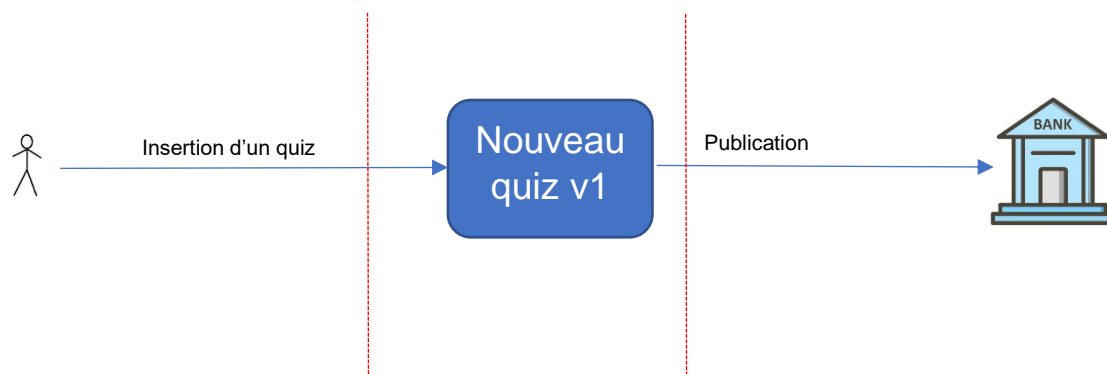 Insertion d’un quiz
Nouveau
quiz v1
Publication
BANK